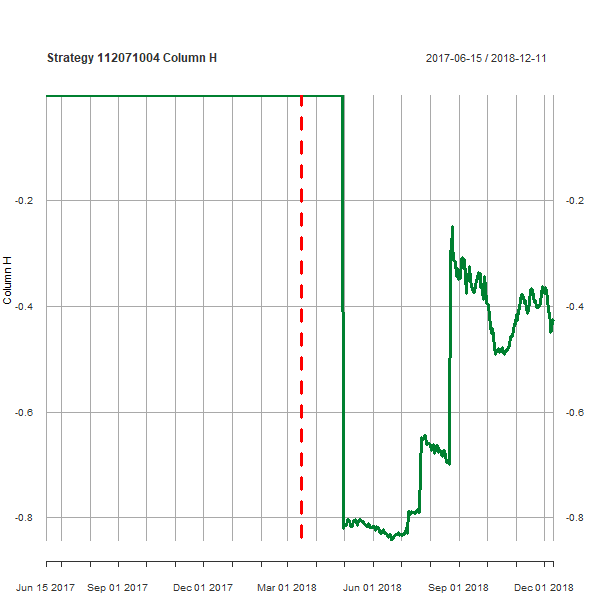 Strategy 112071004 Column H
2017-06-15 / 2018-12-11
Column H
-0.2
-0.2
-0.4
-0.4
-0.6
-0.6
-0.8
-0.8
Jun 15 2017
Sep 01 2017
Dec 01 2017
Mar 01 2018
Jun 01 2018
Sep 01 2018
Dec 01 2018